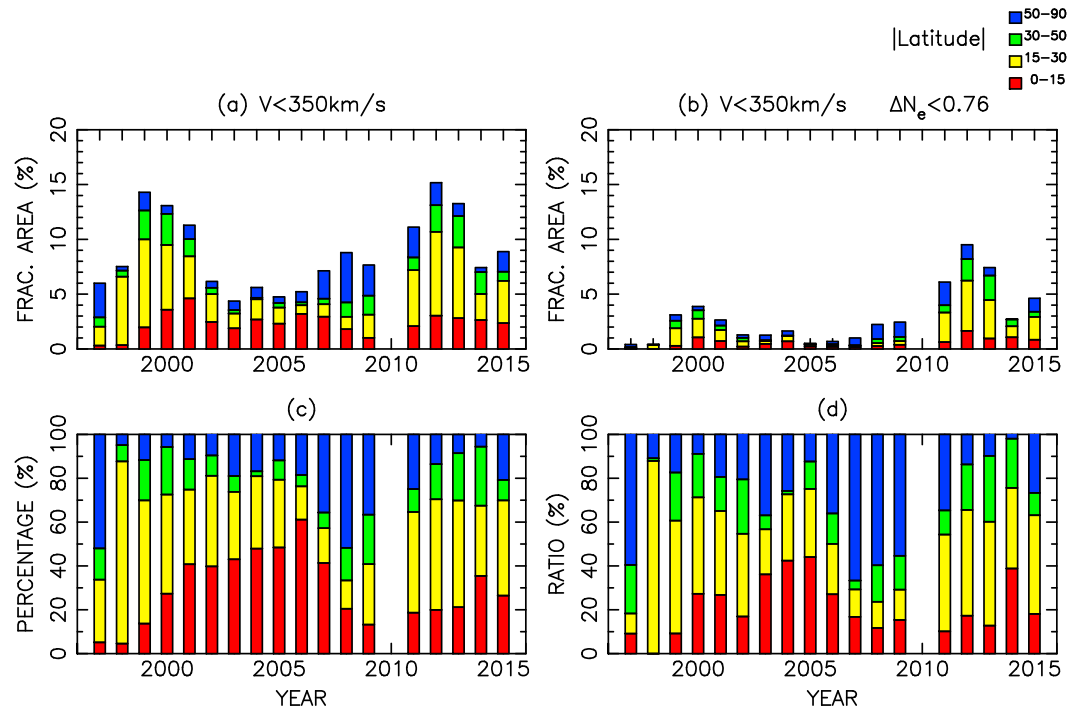 |Latitude|
50-90
30-50
15-30
0-15
(a) V<350km/s
(b) V<350km/s ΔNe<0.76
FRAC. AREA (%)
20
15
10
5
0
2000 2005 2010 2015
FRAC. AREA (%)
20
15
10
5
0
2000 2005 2010 2015
(c)
(d)
PERCENTAGE (%)
100
80
60
40
20
0
2000 2005 2010 2015
YEAR
RATIO (%)
100
80
60
40
20
0
2000 2005 2010 2015
YEAR